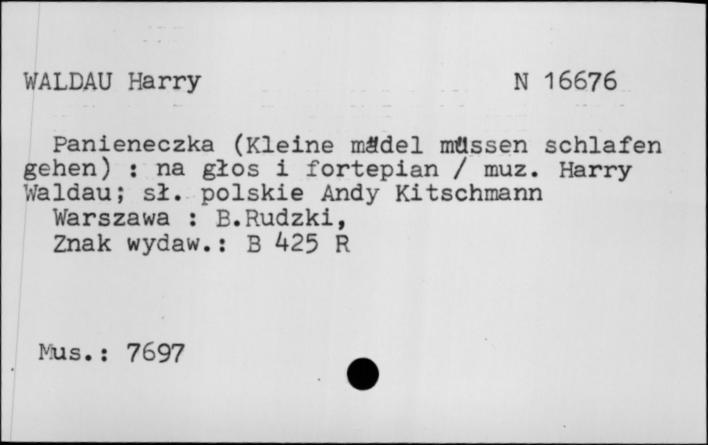 WALDAU Harry N 16676
Panieneczka (Kleine mädel müssen schlafen
gehen) : na głos i fortepian / muz. Harry
Waldau; sł. polskie Andy Kitschmann
Warszawa : B.Rudzki,
Znak wydaw.: B 425 R
Mus.: 7697